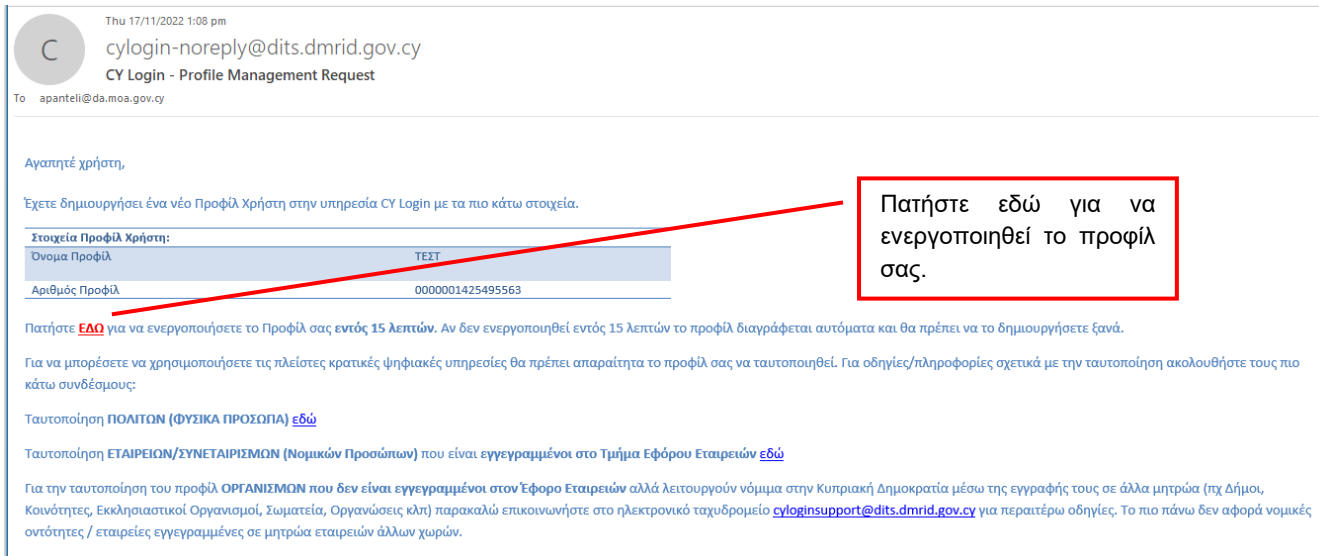 Thu 17/11/2022 1:08 pm
C
cylogin-noreply@dits.dmrid.gov.cy
CY Login - Profile Management Request
To apanteli@da.moa.gov.cy
Αγαπητέ χρήστη,
Έχετε δημιουργήσει ένα νέο Προφίλ Χρήστη στην υπηρεσία CY Login με τα πιο κάτω στοιχεία.
Πατήστε εδώ για να
ενεργοποιηθεί το προφίλ
σας.
Στοιχεία Προφίλ Χρήστη:
Όνομα Προφίλ ΤΕΣΤ
Αριθμός Προφίλ 0000001425495563
Πατήστε ΕΔΩ για να ενεργοποιήσετε το Προφίλ σας εντός 15 λεπτών. Αν δεν ενεργοποιηθεί εντός 15 λεπτών το προφίλ διαγράφεται αυτόματα και θα πρέπει να το δημιουργήσετε ξανά.
Για να μπορέσετε να χρησιμοποιήσετε τις πλείστες κρατικές ψηφιακές υπηρεσίες θα πρέπει απαραίτητα το προφίλ σας να ταυτοποιηθεί. Για οδηγίες/πληροφορίες σχετικά με την ταυτοποίηση ακολουθήστε τους πιο
κάτω συνδέσμους:
Ταυτοποίηση ΠΟΛΙΤΩΝ (ΦΥΣΙΚΑ ΠΡΟΣΩΠΑ) εδώ
Ταυτοποίηση ΕΤΑΙΡΕΙΩΝ/ΣΥΝΕΤΑΙΡΙΣΜΩΝ (Νομικών Προσώπων) που είναι εγγεγραμμένοι στο Τμήμα Εφόρου Εταιρειών εδώ
Για την ταυτοποίηση του προφίλ ΟΡΓΑΝΙΣΜΩΝ που δεν είναι εγγεγραμμένοι στον Έφορο Εταιρειών αλλά λειτουργούν νόμιμα στην Κυπριακή Δημοκρατία μέσω της εγγραφής τους σε άλλα μητρώα (πχ Δήμοι,
Κοινότητες, Εκκλησιαστικοί Οργανισμοί, Σωματεία, Οργανώσεις κλπ) παρακαλώ επικοινωνήστε στο ηλεκτρονικό ταχυδρομείο cyloginsupport@dits.dmrid.gov.cy για περαιτέρω οδηγίες. Το πιο πάνω δεν αφορά νομικές
οντότητες / εταιρείες εγγεγραμμένες σε μητρώα εταιρειών άλλων χωρών.